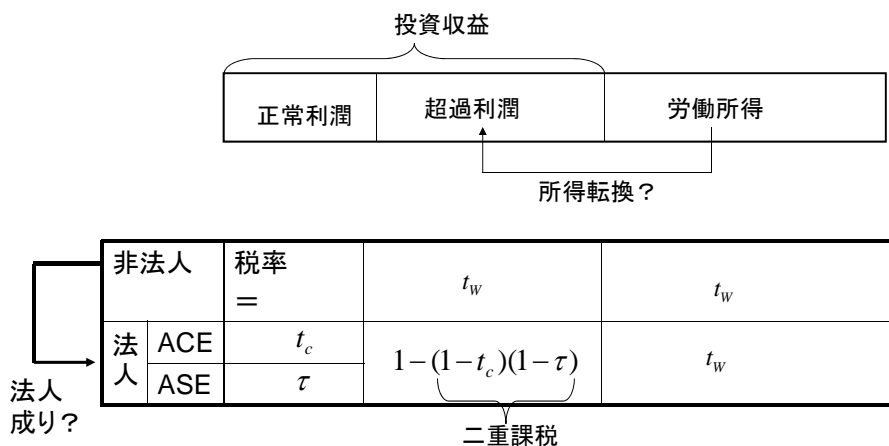 投資収益
正常利潤 超過利潤 労働所得
所得転換?
非法人 税率 = t_W t_W
法人 ACE t_c 1−(1−t_c)(1−τ) t_W
ASE τ
法人成り?
二重課税